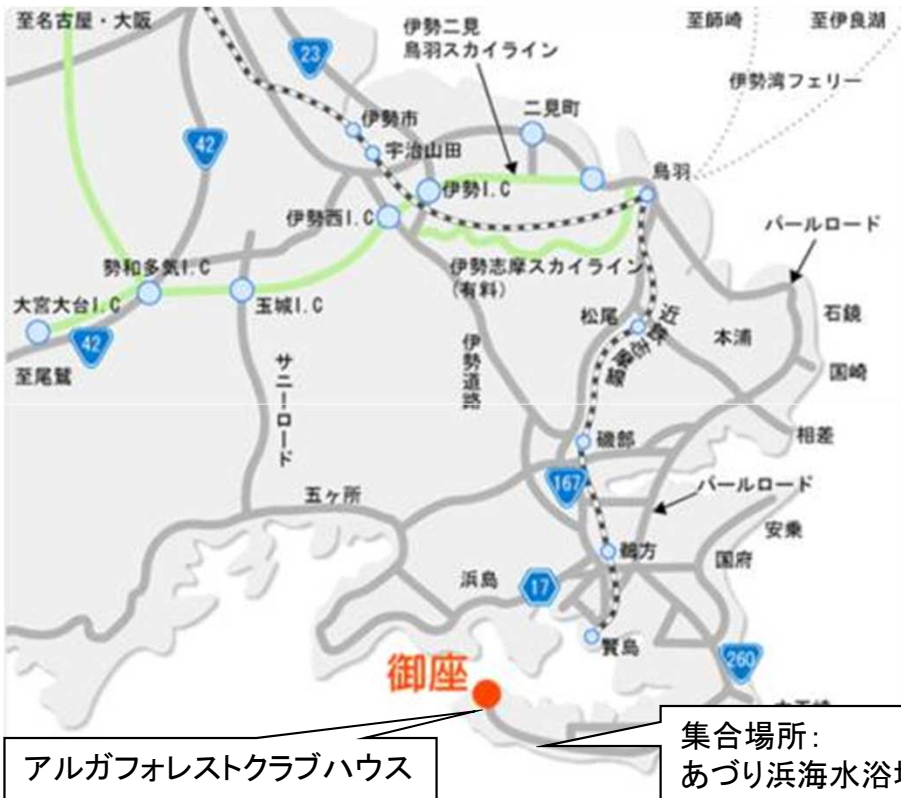 至名古屋・大阪
23
伊勢二見
鳥羽スカイライン
至師崎
至伊良湖
伊勢湾フェリー
二見町
伊勢市
42
宇治山田
伊勢I.C
鳥羽
伊勢西I.C
パールロード
勢和多気I.C
伊勢志摩スカイライン
(有料)
大宮大台I.C
玉城I.C
松尾
近鉄志摩線
本浦
石鏡
42
至尾鷲
サニーロード
伊勢道路
国崎
相差
磯部
167
パールロード
五ヶ所
安乗
鵜方
国府
浜島
17
賢島
260
御座
アルガフォレストクラブハウス
集合場所:
あづり浜海水浴